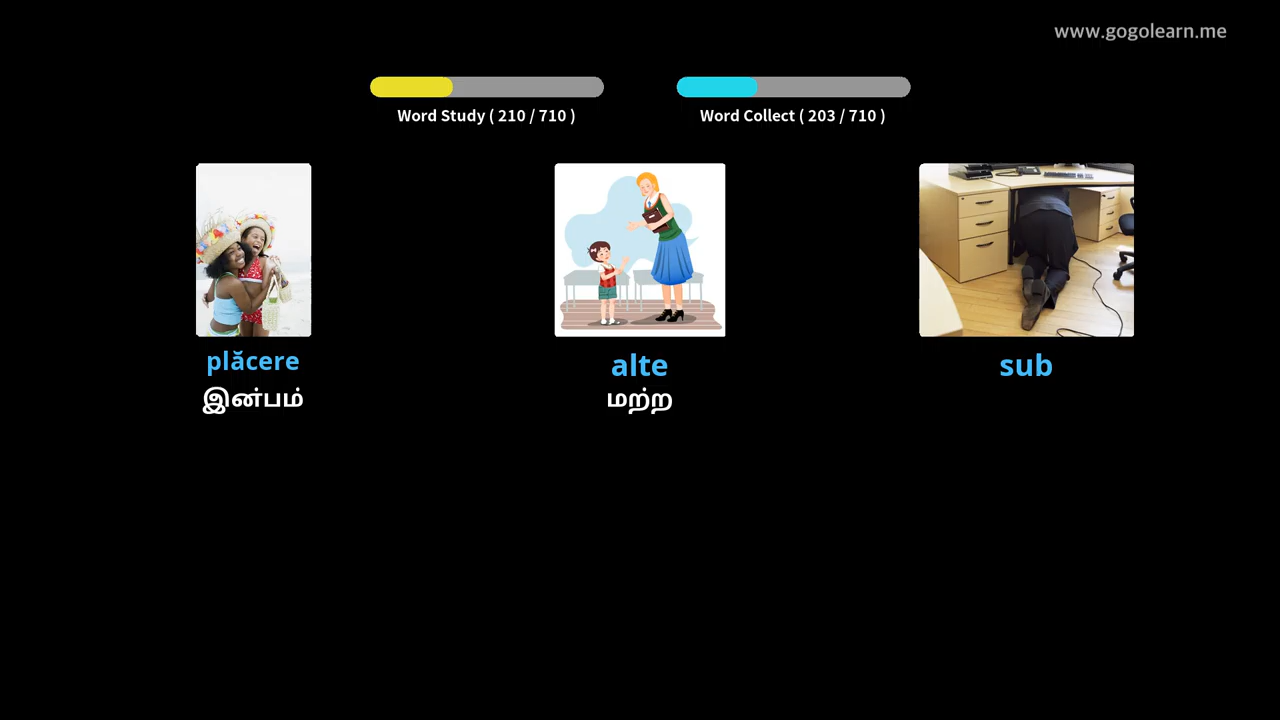 www.gogolearn.me
Word Study ( 210 / 710 )
Word Collect ( 203 / 710 )
plăcere
இன்பம்
alte
மற்ற
sub